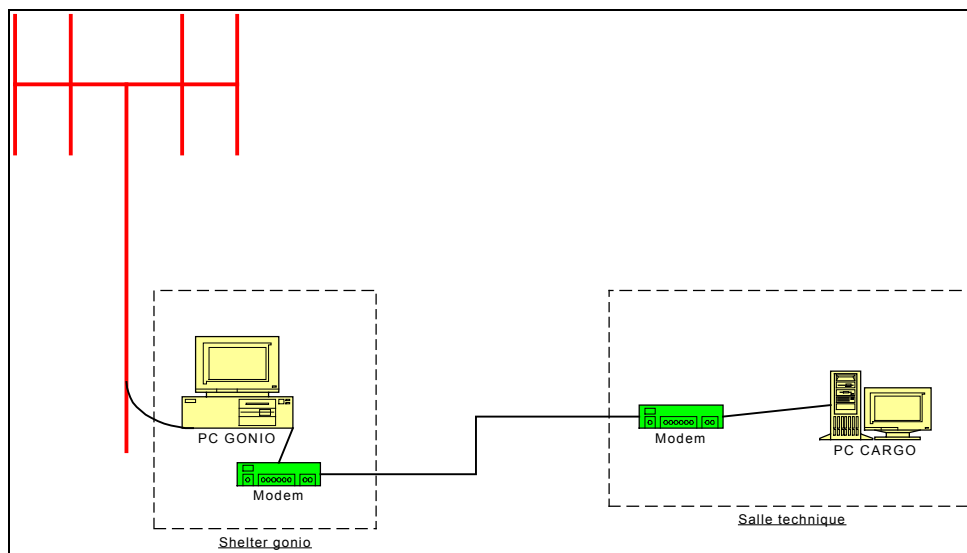 PC GONIO
Modem
Shelter gonio
Modem
PC CARGO
Salle technique